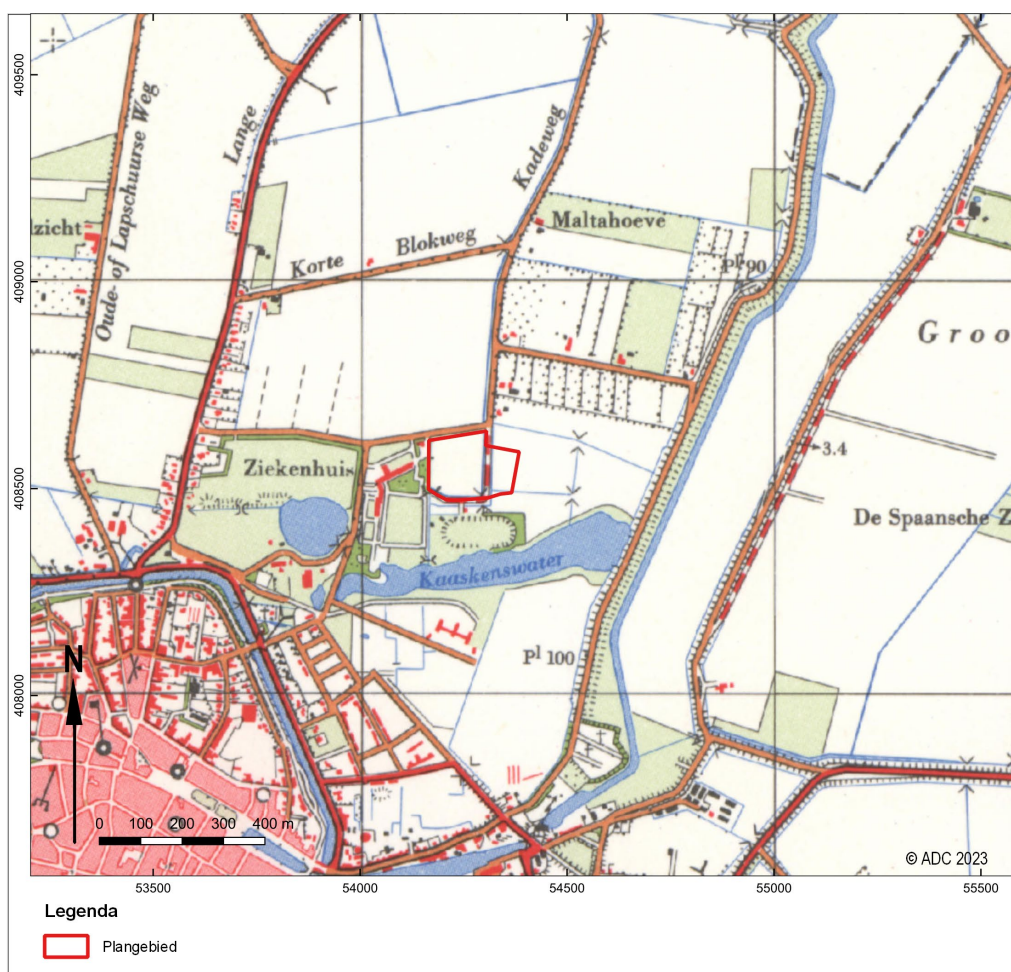 409500
409000
408500
408000
Oude- of Lapschuurse Weg
Lange
Kadeweg
lzicht
Maltahoeve
Korte Blokweg
Pl 90
Groo
Ziekenhuis
3.4
De Spaansche Z
Kaaskenswater
Pl 100
N
0 100 200 300 400 m
© ADC 2023
53500 54000 54500 55000 55500
Legenda
Plangebied